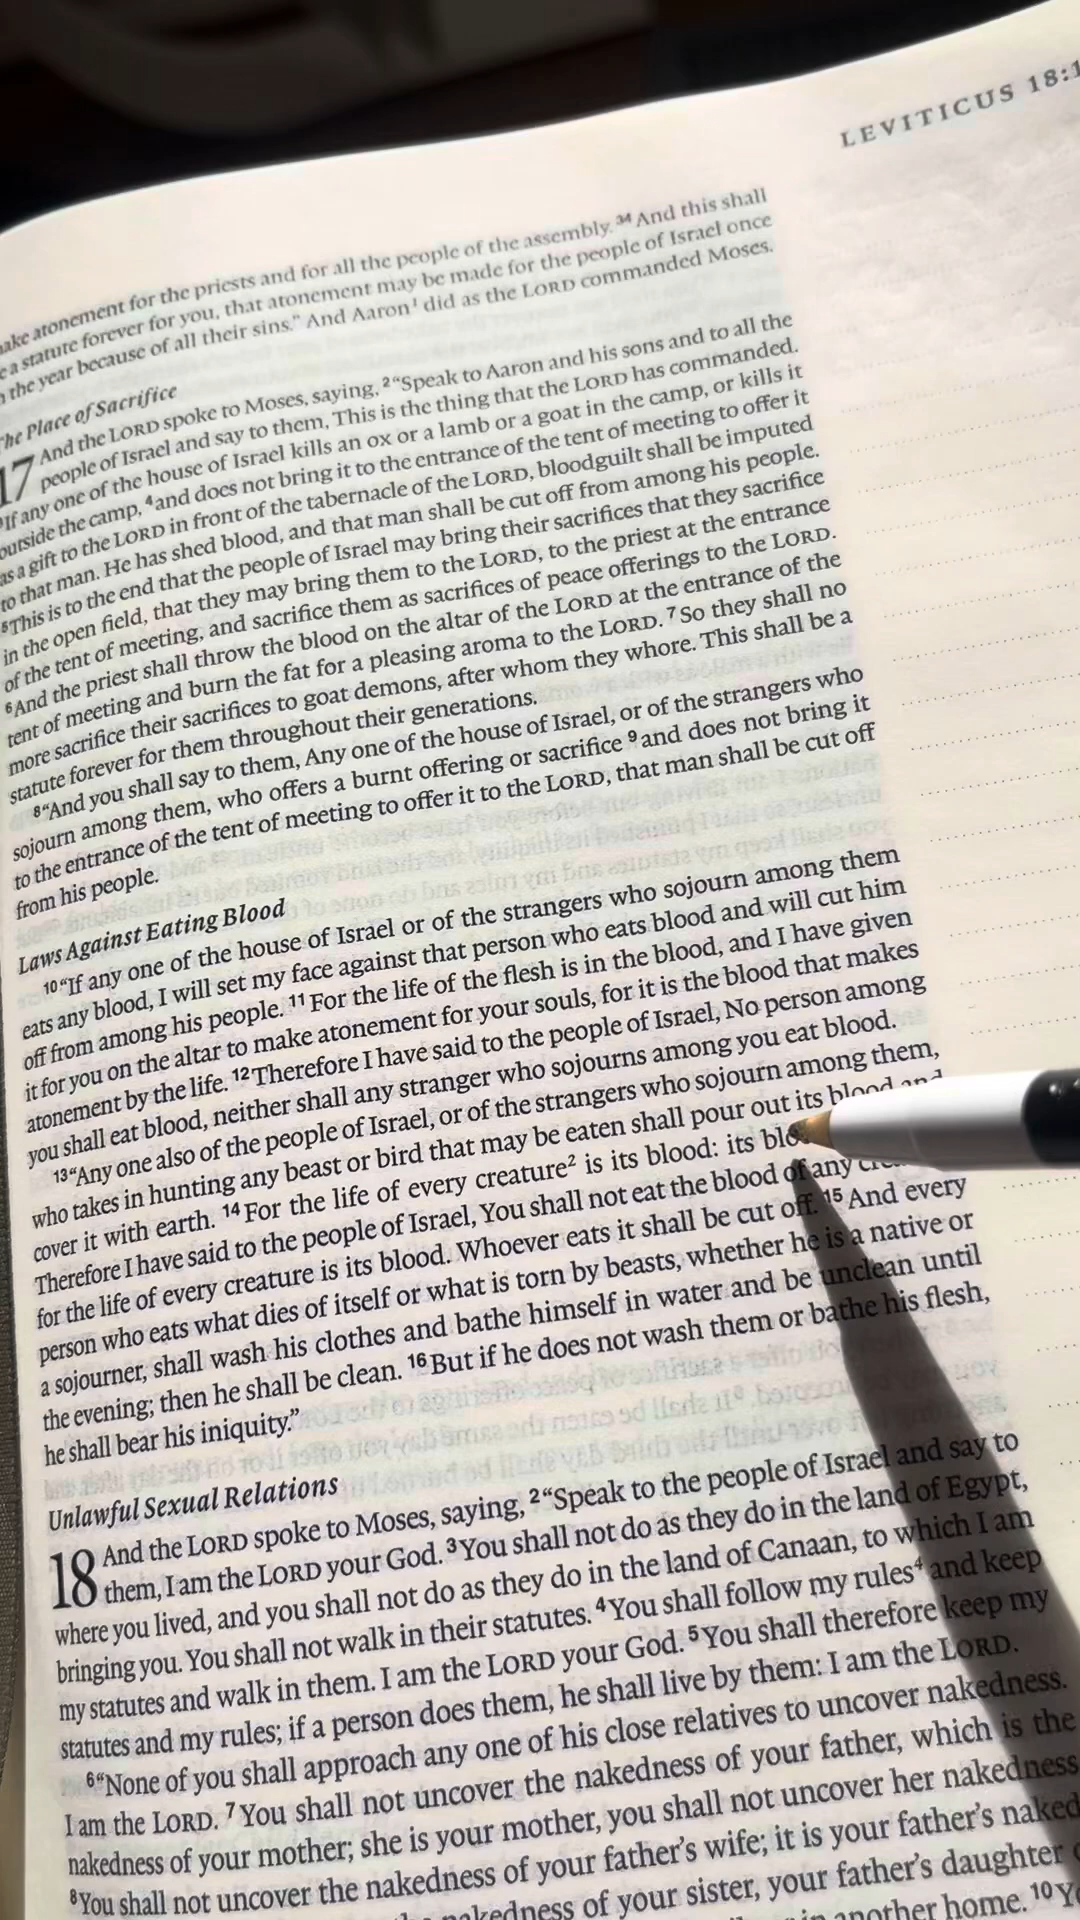 LEVITICUS 18:1
ake atonement for the priests and for all the people of the assembly. 34 And this shall
e a statute forever for you, that atonement may be made for the people of Israel once
the year because of all their sins.” And Aaron1 did as the LORD commanded Moses.
The Place of Sacrifice
17 And the LORD spoke to Moses, saying, 2 “Speak to Aaron and his sons and to all the
people of Israel and say to them, This is the thing that the LORD has commanded.
3 If any one of the house of Israel kills an ox or a lamb or a goat in the camp, or kills it
outside the camp, 4 and does not bring it to the entrance of the tent of meeting to offer it
as a gift to the LORD in front of the tabernacle of the LORD, bloodguilt shall be imputed
to that man. He has shed blood, and that man shall be cut off from among his people.
5 This is to the end that the people of Israel may bring their sacrifices that they sacrifice
in the open field, that they may bring them to the LORD, to the priest at the entrance
of the tent of meeting, and sacrifice them as sacrifices of peace offerings to the LORD.
6 And the priest shall throw the blood on the altar of the LORD at the entrance of the
tent of meeting and burn the fat for a pleasing aroma to the LORD. 7 So they shall no
more sacrifice their sacrifices to goat demons, after whom they whore. This shall be a
statute forever for them throughout their generations.
8 “And you shall say to them, Any one of the house of Israel, or of the strangers who
sojourn among them, who offers a burnt offering or sacrifice 9 and does not bring it
to the entrance of the tent of meeting to offer it to the LORD, that man shall be cut off
from his people.
Laws Against Eating Blood
10 “If any one of the house of Israel or of the strangers who sojourn among them
eats any blood, I will set my face against that person who eats blood and will cut him
off from among his people. 11 For the life of the flesh is in the blood, and I have given
it for you on the altar to make atonement for your souls, for it is the blood that makes
atonement by the life. 12 Therefore I have said to the people of Israel, No person among
you shall eat blood, neither shall any stranger who sojourns among you eat blood.
13 “Any one also of the people of Israel, or of the strangers who sojourn among them,
who takes in hunting any beast or bird that may be eaten shall pour out its blood and
cover it with earth. 14 For the life of every creature2 is its blood: its blo
Therefore I have said to the people of Israel, You shall not eat the blood of any
for the life of every creature is its blood. Whoever eats it shall be cut off. 15 And every
person who eats what dies of itself or what is torn by beasts, whether he is a native or
a sojourner, shall wash his clothes and bathe himself in water and be unclean until
the evening; then he shall be clean. 16 But if he does not wash them or bathe his flesh,
he shall bear his iniquity.”
Unlawful Sexual Relations
18 And the LORD spoke to Moses, saying, 2 “Speak to the people of Israel and say to
them, I am the LORD your God. 3 You shall not do as they do in the land of Egypt,
where you lived, and you shall not do as they do in the land of Canaan, to which I am
bringing you. You shall not walk in their statutes. 4 You shall follow my rules4 and keep
my statutes and walk in them. I am the LORD your God. 5 You shall therefore keep my
statutes and my rules; if a person does them, he shall live by them: I am the LORD.
6 “None of you shall approach any one of his close relatives to uncover nakedness.
I am the LORD. 7 You shall not uncover the nakedness of your father, which is the
nakedness of your mother; she is your mother, you shall not uncover her nakedness
8 You shall not uncover the nakedness of your father’s wife; it is your father’s naked
nakedness of your sister, your father’s daughter
in another home. 10 Yo